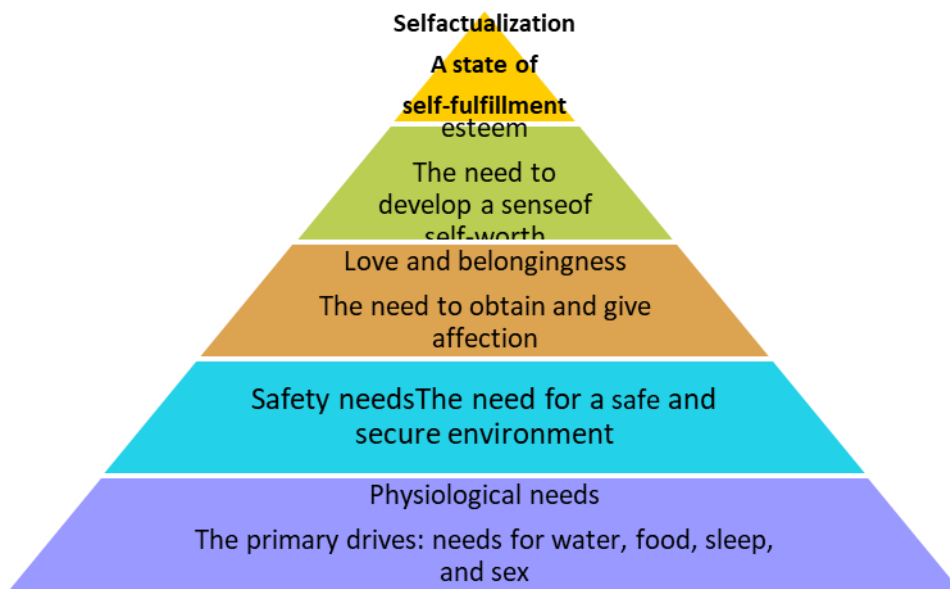 Selfactualization
A state of
self-fulfillment
esteem
The need to
develop a senseof
self-worth
Love and belongingness
The need to obtain and give
affection
Safety needsThe need for a safe and
secure environment
Physiological needs
The primary drives: needs for water, food, sleep,
and sex